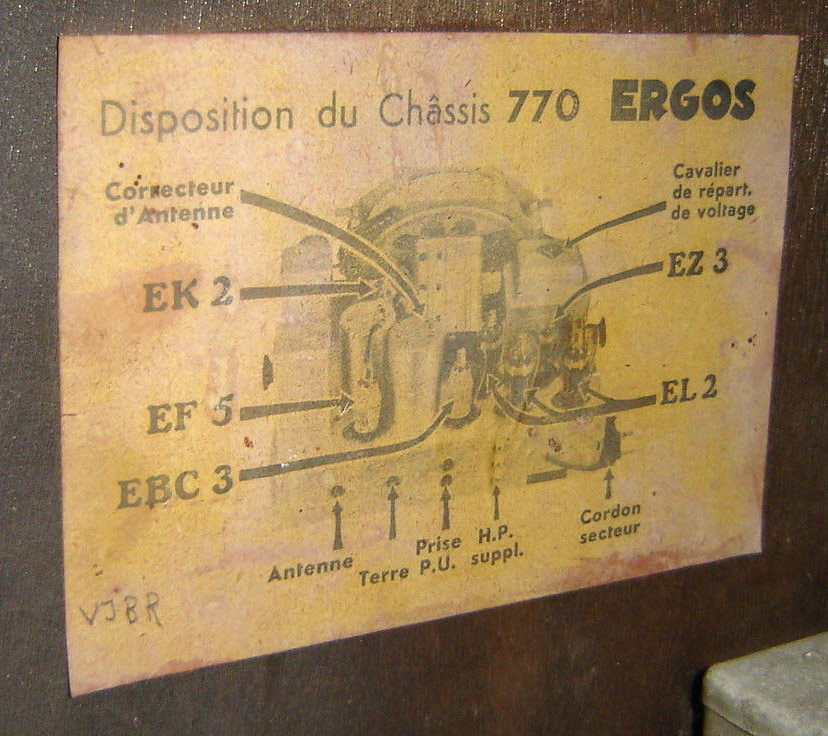 Disposition du Châssis 770 ERGOS
Correcteur
d'Antenne
Cavalier
de répart.
de voltage
EK 2
EZ 3
EF 5
EL 2
EBC 3
Antenne
Terre
Prise
P.U.
H.P.
suppl.
Cordon
secteur
VJBR